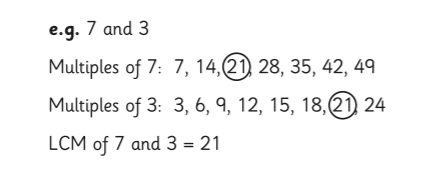 e.g. 7 and 3
Multiples of 7: 7, 14, 21, 28, 35, 42, 49
Multiples of 3: 3, 6, 9, 12, 15, 18, 21, 24
LCM of 7 and 3 = 21